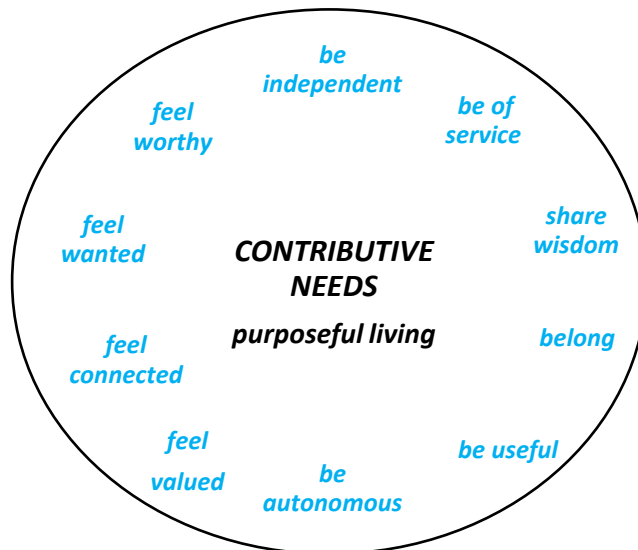 be
independent
be of
service
share
wisdom
belong
be useful
be
autonomous
feel
valued
feel
connected
feel
wanted
feel
worthy
CONTRIBUTIVE
NEEDS
purposeful living